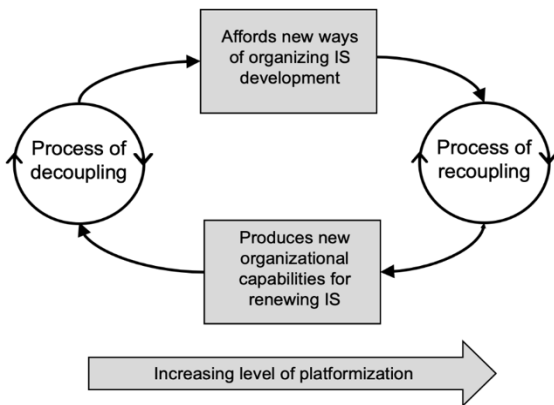 Affords new ways
of organizing IS
development
Process of
decoupling
Process of
recoupling
Produces new
organizational
capabilities for
renewing IS
Increasing level of platformization